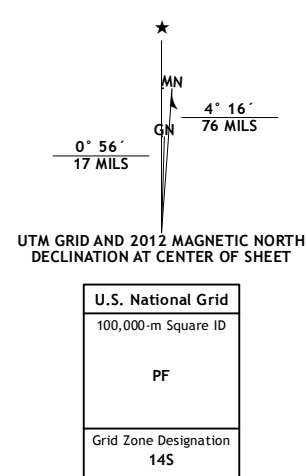 MN
GN
4° 16´
76 MILS
0° 56´
17 MILS
UTM GRID AND 2012 MAGNETIC NORTH
DECLINATION AT CENTER OF SHEET
U.S. National Grid
100,000-m Square ID
PF
Grid Zone Designation
14S